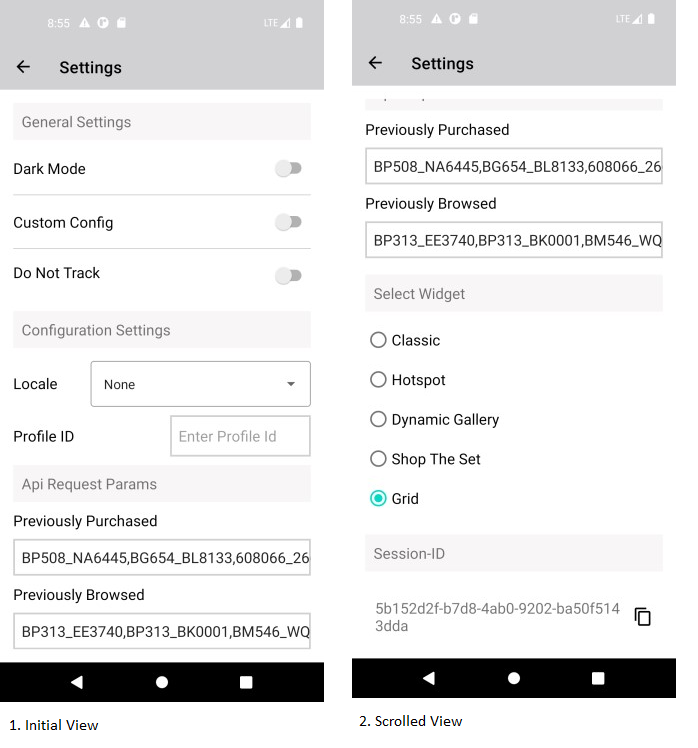 8:55 LTE
Settings
General Settings
Dark Mode
Custom Config
Do Not Track
Configuration Settings
Locale None
Profile ID Enter Profile Id
Api Request Params
Previously Purchased
BP508_NA6445,BG654_BL8133,608066_26
Previously Browsed
BP313_EE3740,BP313_BK0001,BM546_WQ
1. Initial View
8:55 LTE
Settings
Previously Purchased
BP508_NA6445,BG654_BL8133,608066_26
Previously Browsed
BP313_EE3740,BP313_BK0001,BM546_WQ
Select Widget
Classic
Hotspot
Dynamic Gallery
Shop The Set
Grid
Session-ID
5b152d2f-b7d8-4ab0-9202-ba50f514
3dda
2. Scrolled View